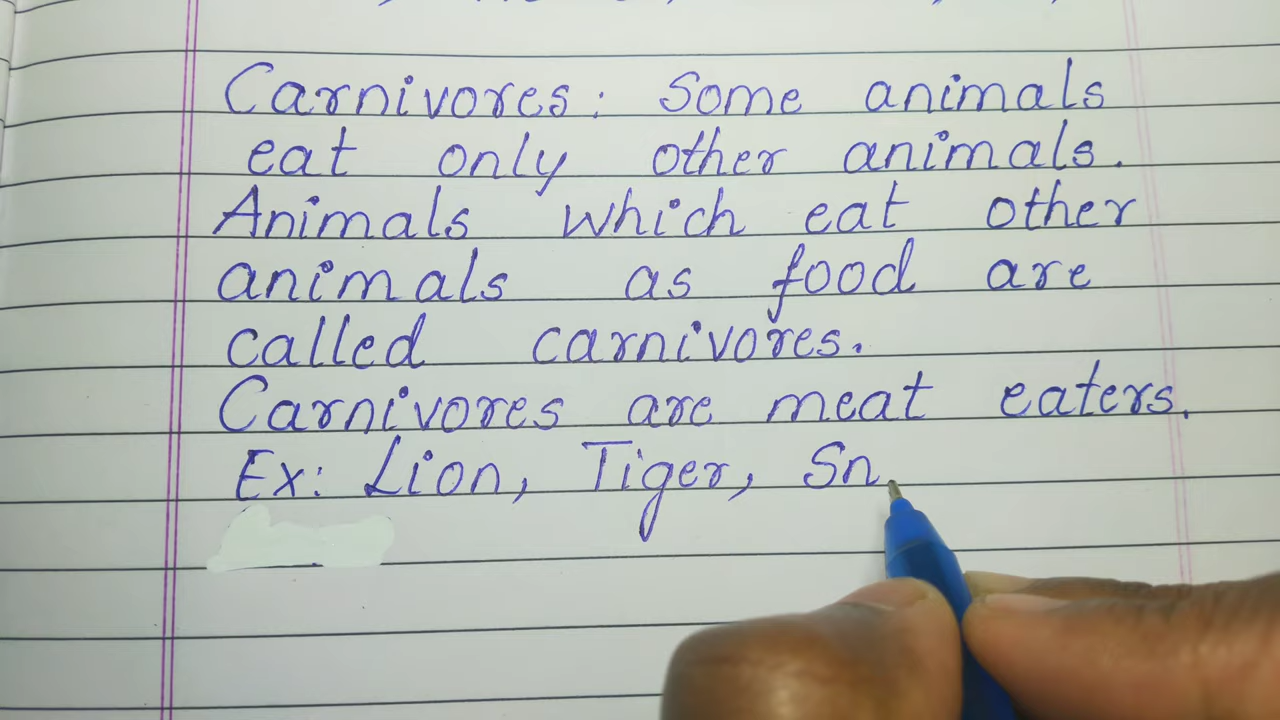 Carnivores: Some animals
eat only other animals.
Animals which eat other
animals as food are
called carnivores.
Carnivores are meat eaters.
Ex: Lion, Tiger, Sn